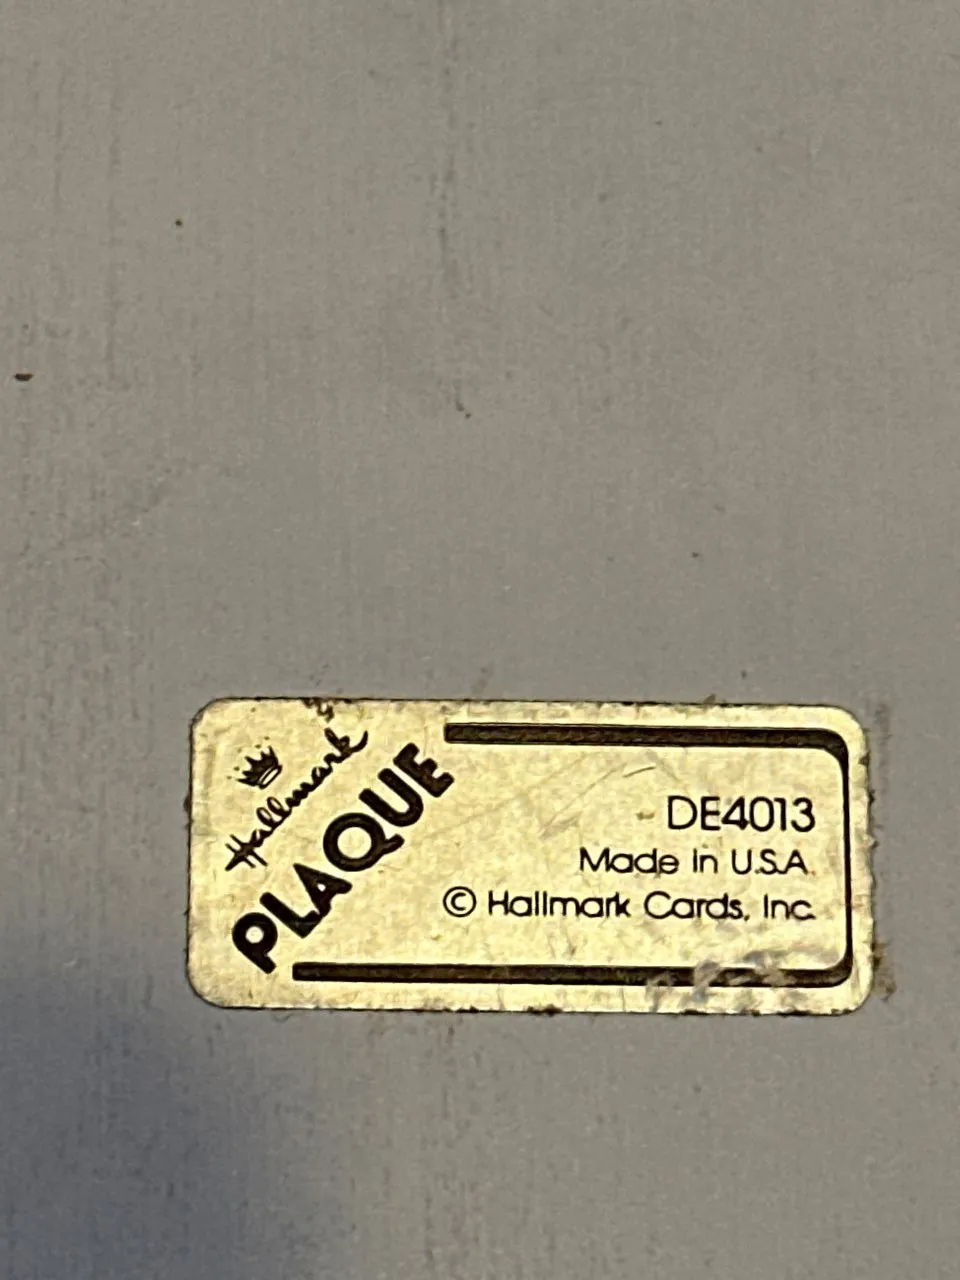 Hallmark
PLAQUE
DE4013
Made in U.S.A.
© Hallmark Cards, Inc.